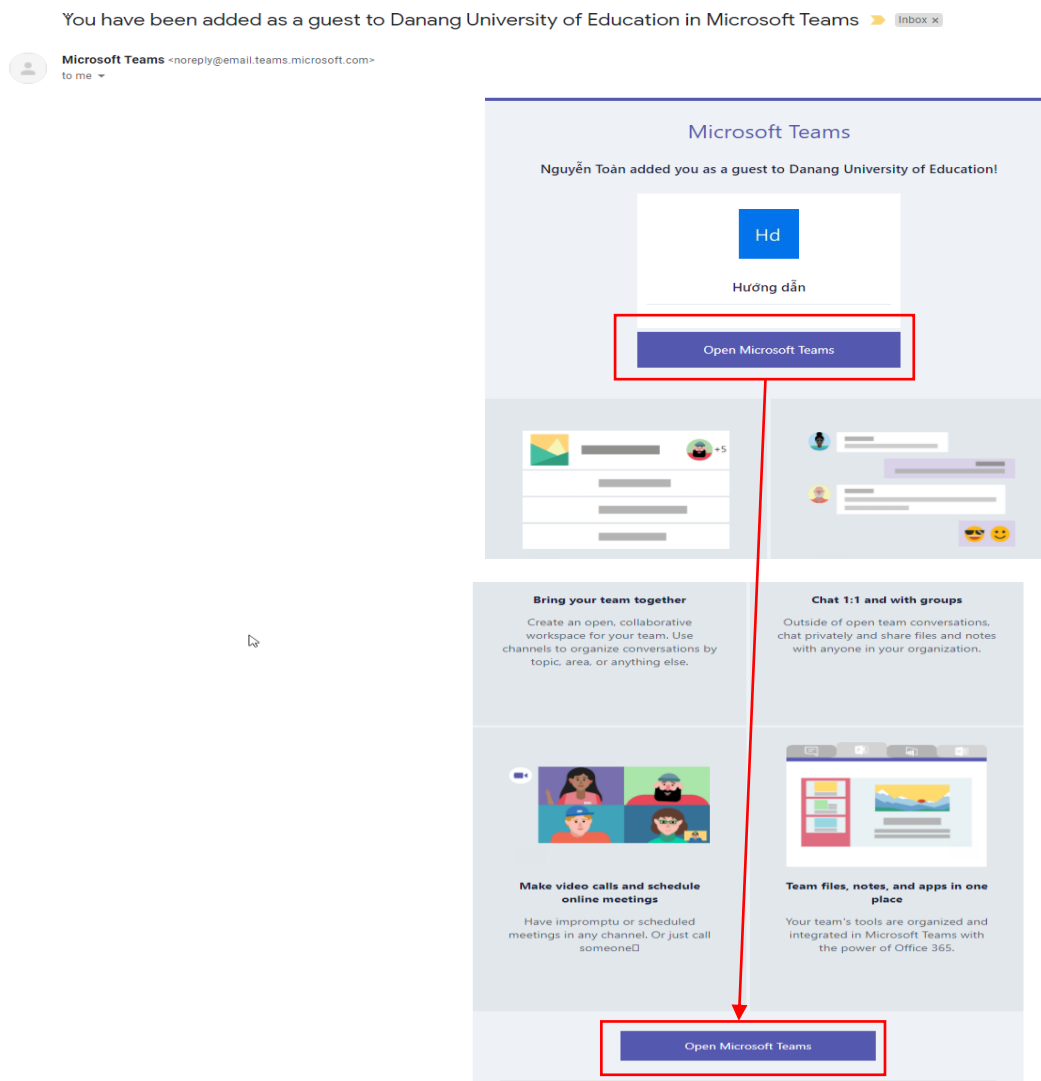 You have been added as a guest to Danang University of Education in Microsoft Teams
Inbox ×
Microsoft Teams <noreply@email.teams.microsoft.com>
to me
Microsoft Teams
Nguyễn Toàn added you as a guest to Danang University of Education!
Hd
Hướng dẫn
Open Microsoft Teams
+5
Bring your team together
Create an open, collaborative
workspace for your team. Use
channels to organize conversations by
topic, area, or anything else.
Chat 1:1 and with groups
Outside of open team conversations,
chat privately and share files and notes
with anyone in your organization.
Make video calls and schedule
online meetings
Have impromptu or scheduled
meetings in any channel. Or just call
someone
Team files, notes, and apps in one
place
Your team's tools are organized and
integrated in Microsoft Teams with
the power of Office 365.
Open Microsoft Teams